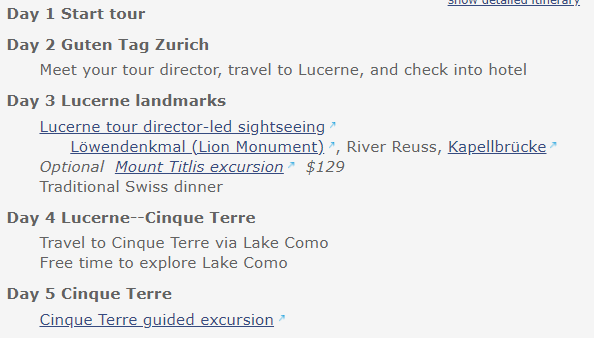 show detailed itinerary
Day 1 Start tour
Day 2 Guten Tag Zurich
Meet your tour director, travel to Lucerne, and check into hotel
Day 3 Lucerne landmarks
Lucerne tour director-led sightseeing
Löwendenkmal (Lion Monument), River Reuss, Kapellbrücke
Optional Mount Titlis excursion $129
Traditional Swiss dinner
Day 4 Lucerne--Cinque Terre
Travel to Cinque Terre via Lake Como
Free time to explore Lake Como
Day 5 Cinque Terre
Cinque Terre guided excursion